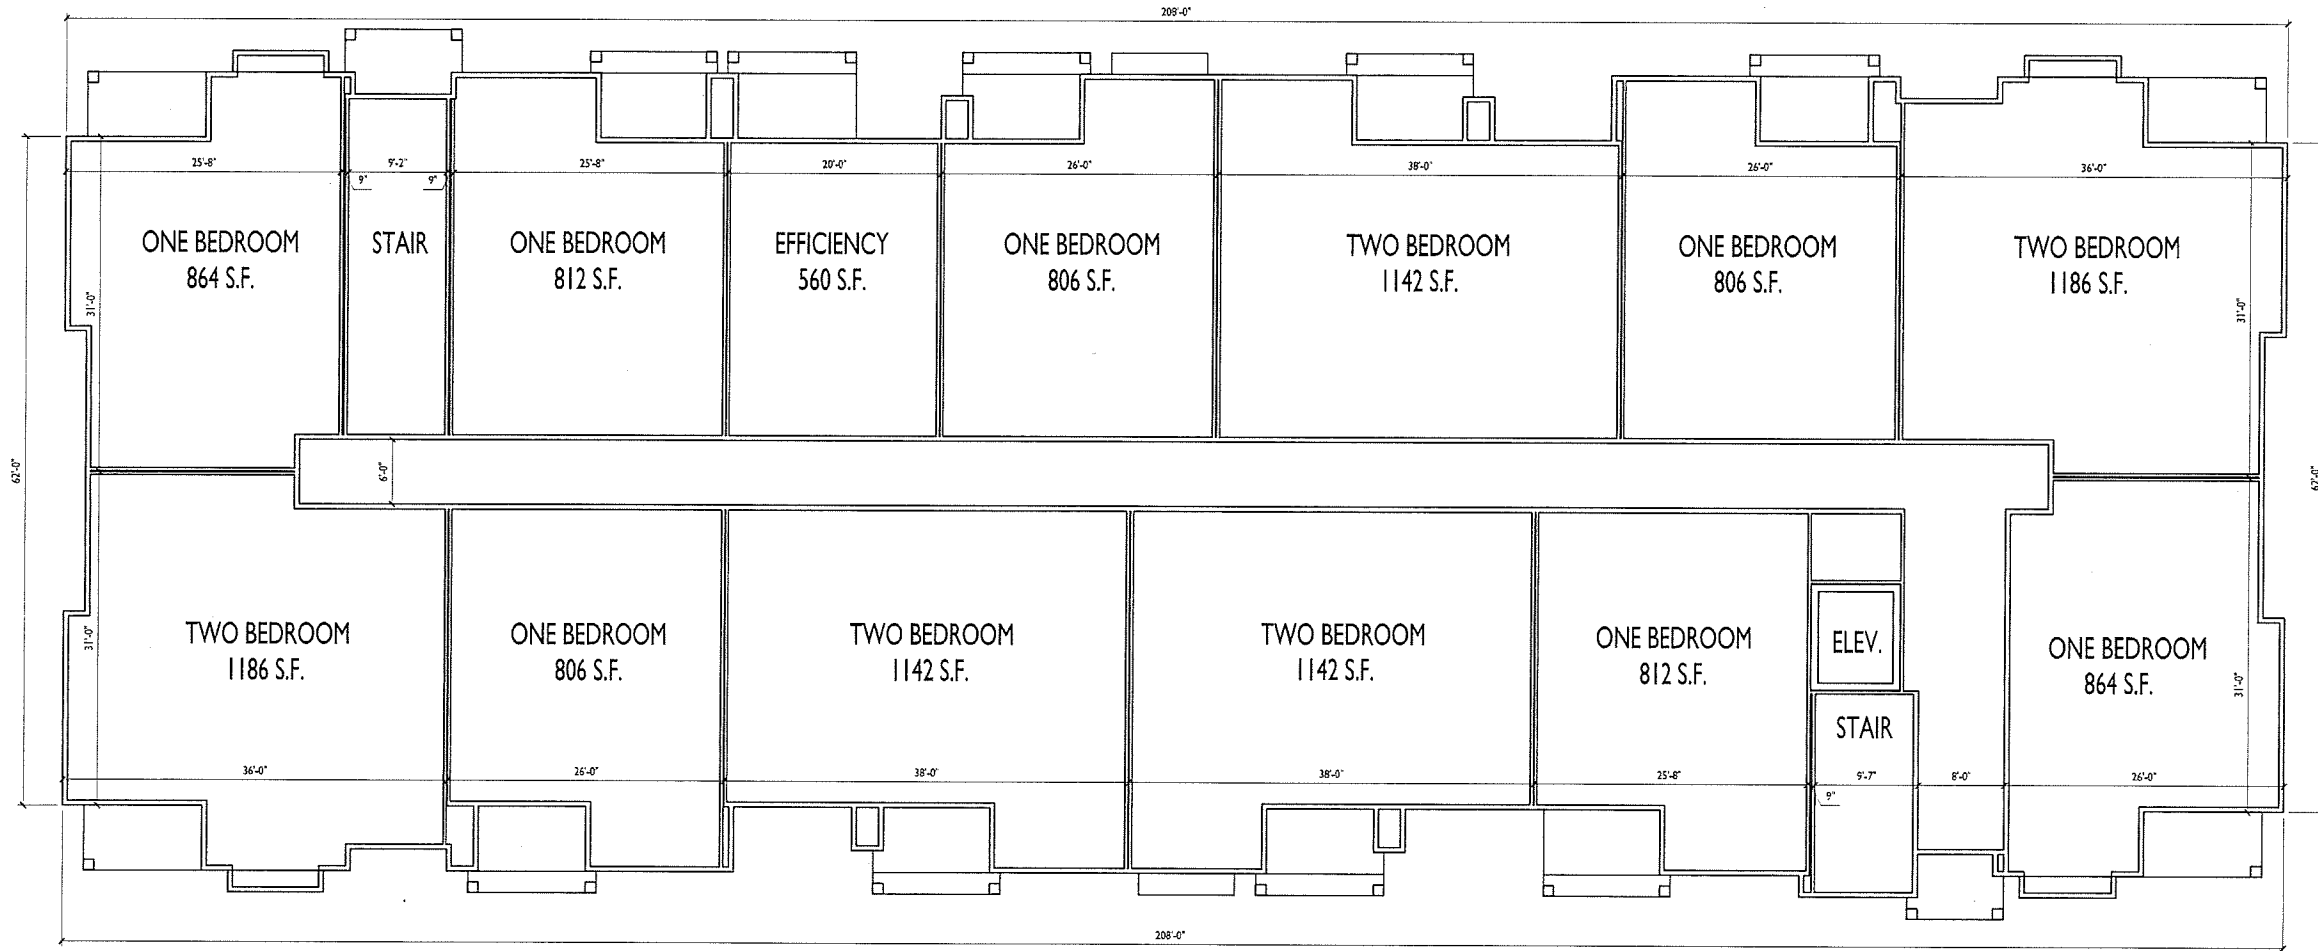 208'-0"
25'-8"
9'-2"
25'-8"
20'-0"
26'-0"
38'-0"
26'-0"
36'-0"
9"
9"
ONE BEDROOM
864 S.F.
STAIR
ONE BEDROOM
812 S.F.
EFFICIENCY
560 S.F.
ONE BEDROOM
806 S.F.
TWO BEDROOM
1142 S.F.
ONE BEDROOM
806 S.F.
TWO BEDROOM
1186 S.F.
31'-0"
31'-0"
62'-0"
6'-0"
62'-0"
TWO BEDROOM
1186 S.F.
ONE BEDROOM
806 S.F.
TWO BEDROOM
1142 S.F.
TWO BEDROOM
1142 S.F.
ONE BEDROOM
812 S.F.
ELEV.
ONE BEDROOM
864 S.F.
31'-0"
31'-0"
STAIR
36'-0"
26'-0"
38'-0"
38'-0"
25'-8"
9'-7"
8'-0"
26'-0"
9"
208'-0"